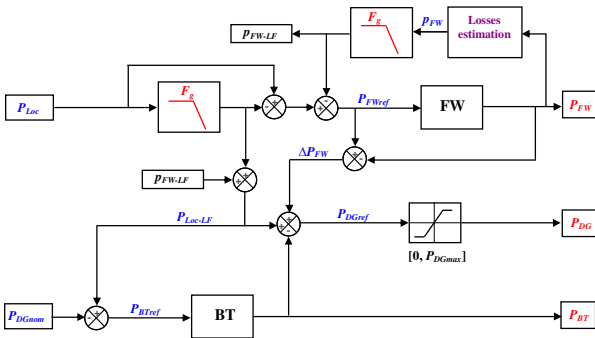 p_FW-LF
F_g
p_FW
Losses
estimation
P_Loc
F_g
- +
- +
P_FWref
FW
P_FW
ΔP_FW
+ -
p_FW-LF
+ +
P_Loc-LF
+ + -
P_DGref
P_DG
[0, P_DGmax]
P_DGnom
- +
P_BTref
BT
P_BT